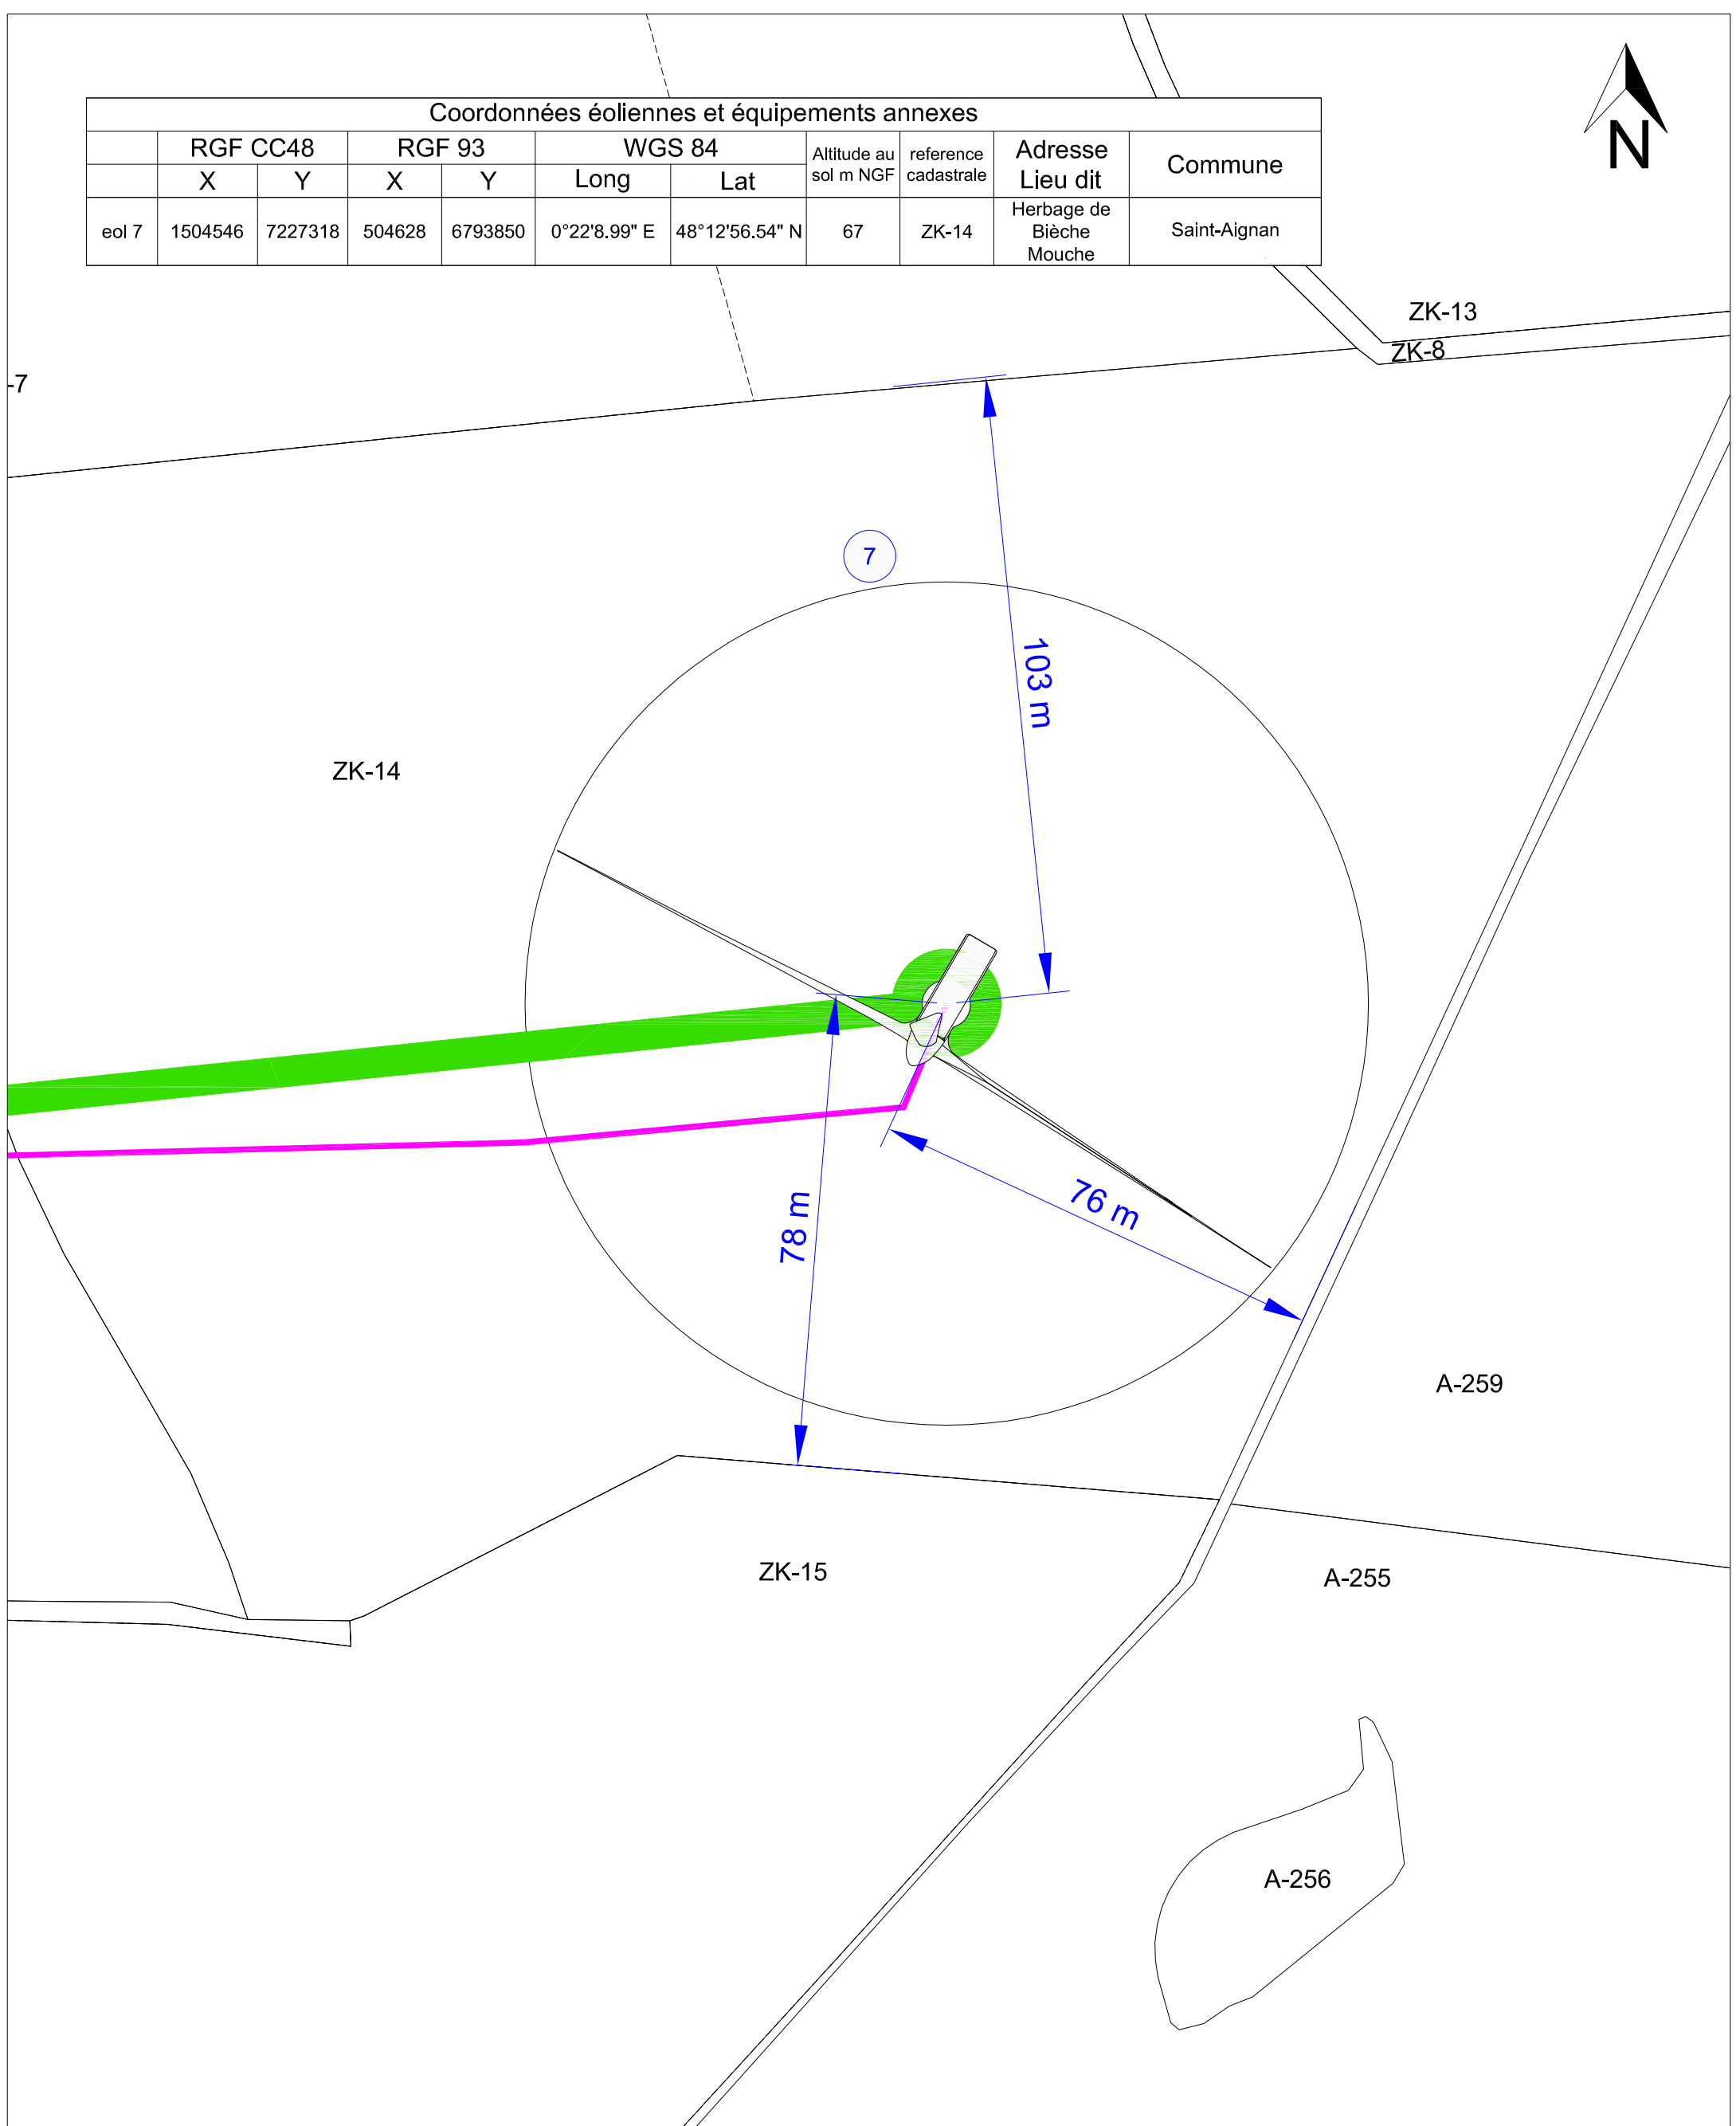 N
Coordonnées éoliennes et équipements annexes
RGF CC48 RGF 93 WGS 84 Altitude au sol m NGF reference cadastrale Adresse Lieu dit Commune
X Y X Y Long Lat
eol 7 1504546 7227318 504628 6793850 0°22'8.99" E 48°12'56.54" N 67 ZK-14 Herbage de Bièche Mouche Saint-Aignan
ZK-13
ZK-8
-7
7
103 m
ZK-14
76 m
78 m
A-259
ZK-15
A-255
A-256